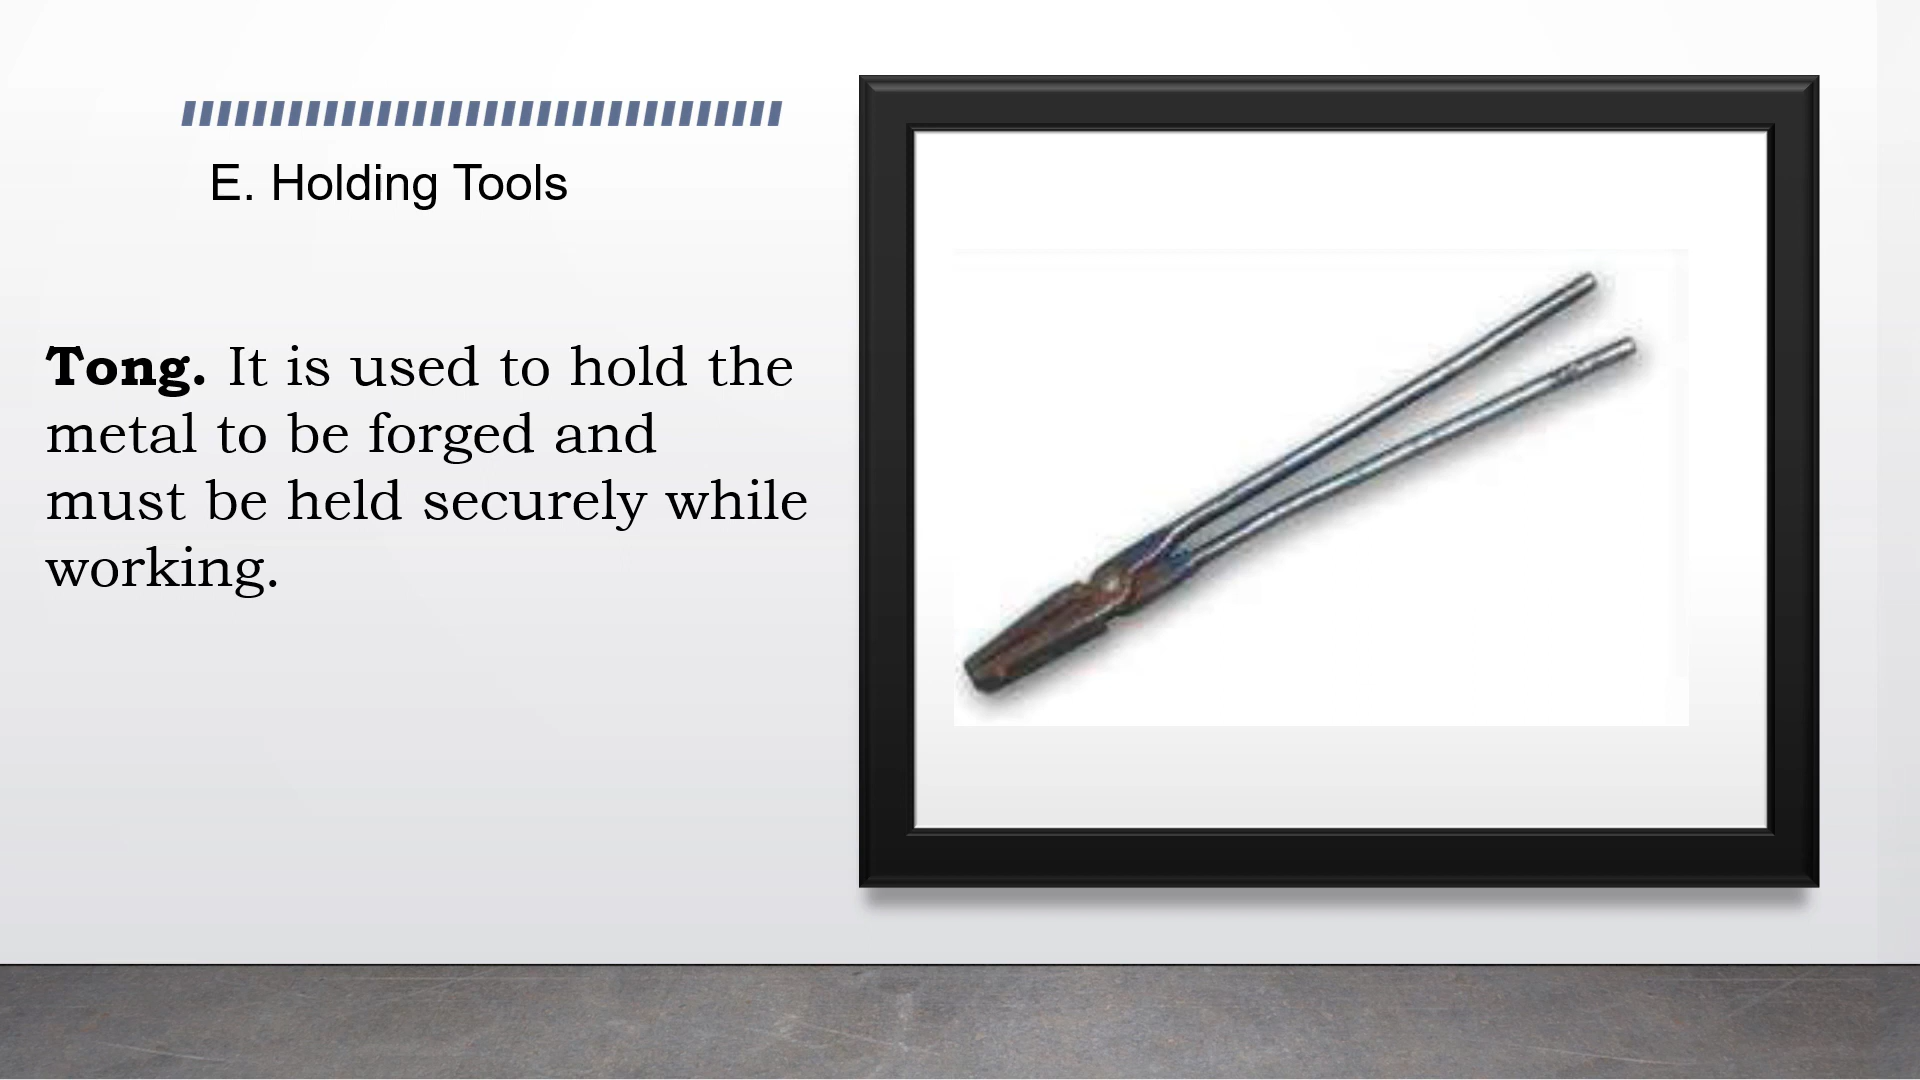 E. Holding Tools
Tong. It is used to hold the
metal to be forged and
must be held securely while
working.